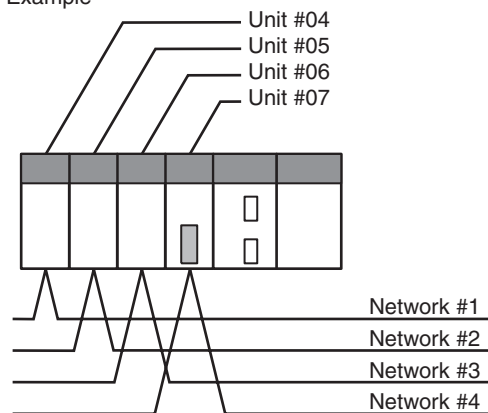 Example
Unit #04
Unit #05
Unit #06
Unit #07
Network #1
Network #2
Network #3
Network #4